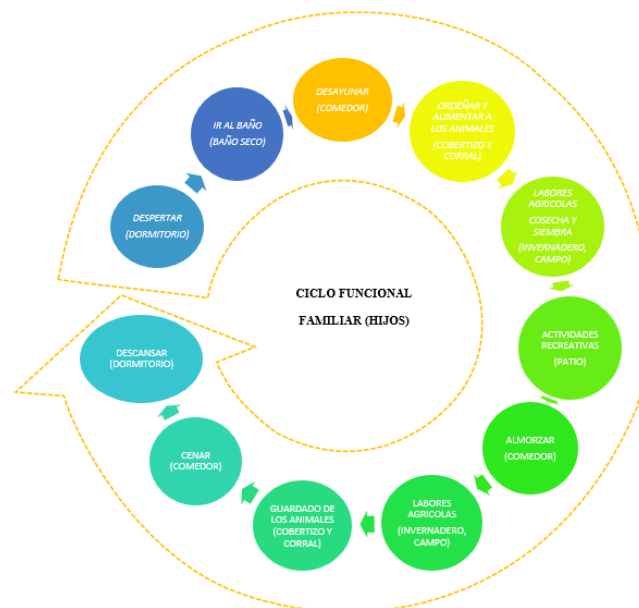 DESPERTAR
(DORMITORIO)
IR AL BAÑO
(BAÑO SECO)
DESAYUNAR
(COMEDOR)
ORDEÑAR Y
ALIMENTAR A
LOS ANIMALES
(COBERTIZO Y
CORRAL)
LABORES
AGRICOLAS
COSECHA Y
SIEMBRA
(INVERNADERO,
CAMPO)
ACTIVIDADES
RECREATIVAS
(PATIO)
ALMORZAR
(COMEDOR)
LABORES
AGRICOLAS
(INVERNADERO,
CAMPO)
GUARDADO DE
LOS ANIMALES
(COBERTIZO Y
CORRAL)
CENAR
(COMEDOR)
DESCANSAR
(DORMITORIO)
CICLO FUNCIONAL
FAMILIAR (HIJOS)